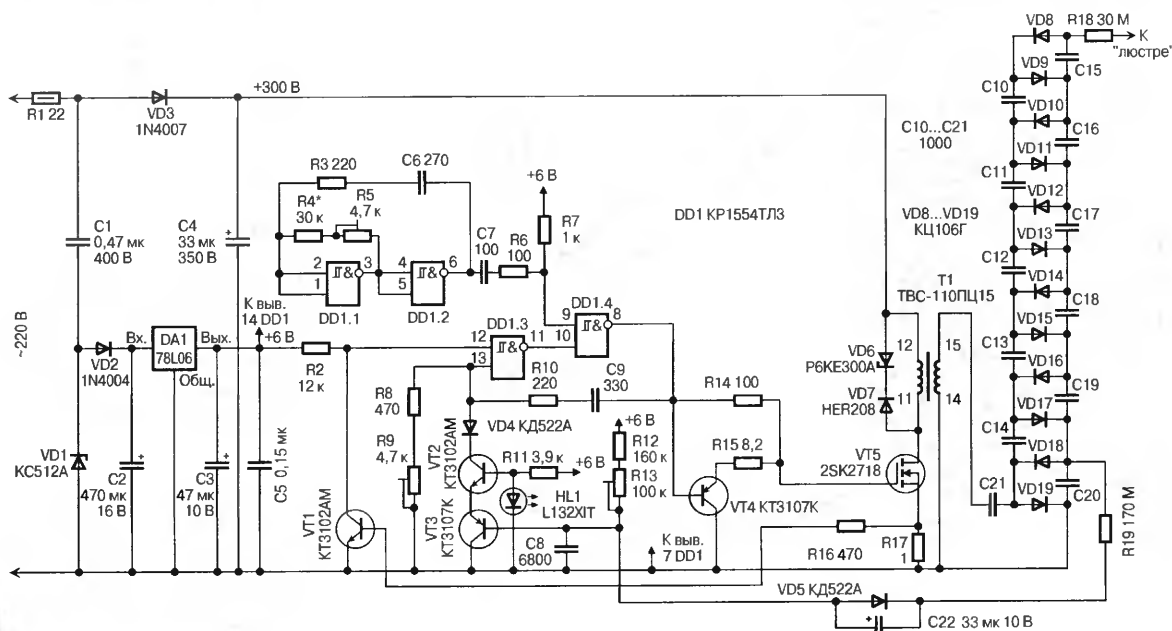 VD8
R18 30 М
К
"люстре"
VD9
C15
R1 22
VD3
1N4007
+300 В
C10
VD10
C10...C21
1000
C16
VD11
R3 220
C6 270
+6 В
C11
VD12
R4*
30 к
R5
4,7 к
R7
1 к
DD1 КР1554ТЛ3
VD8...VD19
КЦ106Г
C17
C1
0,47 мк
400 В
C4
33 мк
350 В
+
C7
100
R6
100
VD13
2
1
&
3
4
5
&
6
C12
VD14
T1
ТВС-110ПЦ15
C18
DD1.1
DD1.2
DD1.4
К выв.
14 DD1
+6 В
9
10
&
8
VD15
~220 В
Вх.
DA1
78L06
Вых.
Общ.
DD1.3
12
13
&
11
VD6
P6KE300A
12
15
C13
VD16
VD2
1N4004
R2
12 к
R10
220
C9
330
R14 100
11
14
C19
VD7
HER208
VD17
R8
470
VD4 КД522А
+6 В
C14
VD18
R9
4,7 к
VT2
КТ3102АМ
R11 3,9 к
+6 В
R12
160 к
R13
100 к
R15 8,2
VT5
2SK2718
C21
VD19
C20
VD1
КС512А
C2
470 мк
16 В
+
C3
47 мк
10 В
+
C5 0,15 мк
VT1
КТ3102АМ
VT3
КТ3107К
HL1
L132XIT
VT4 КТ3107К
R19 170 М
C8
6800
К выв.
7 DD1
R16 470
R17
1
VD5 КД522А
+
C22 33 мк 10 В